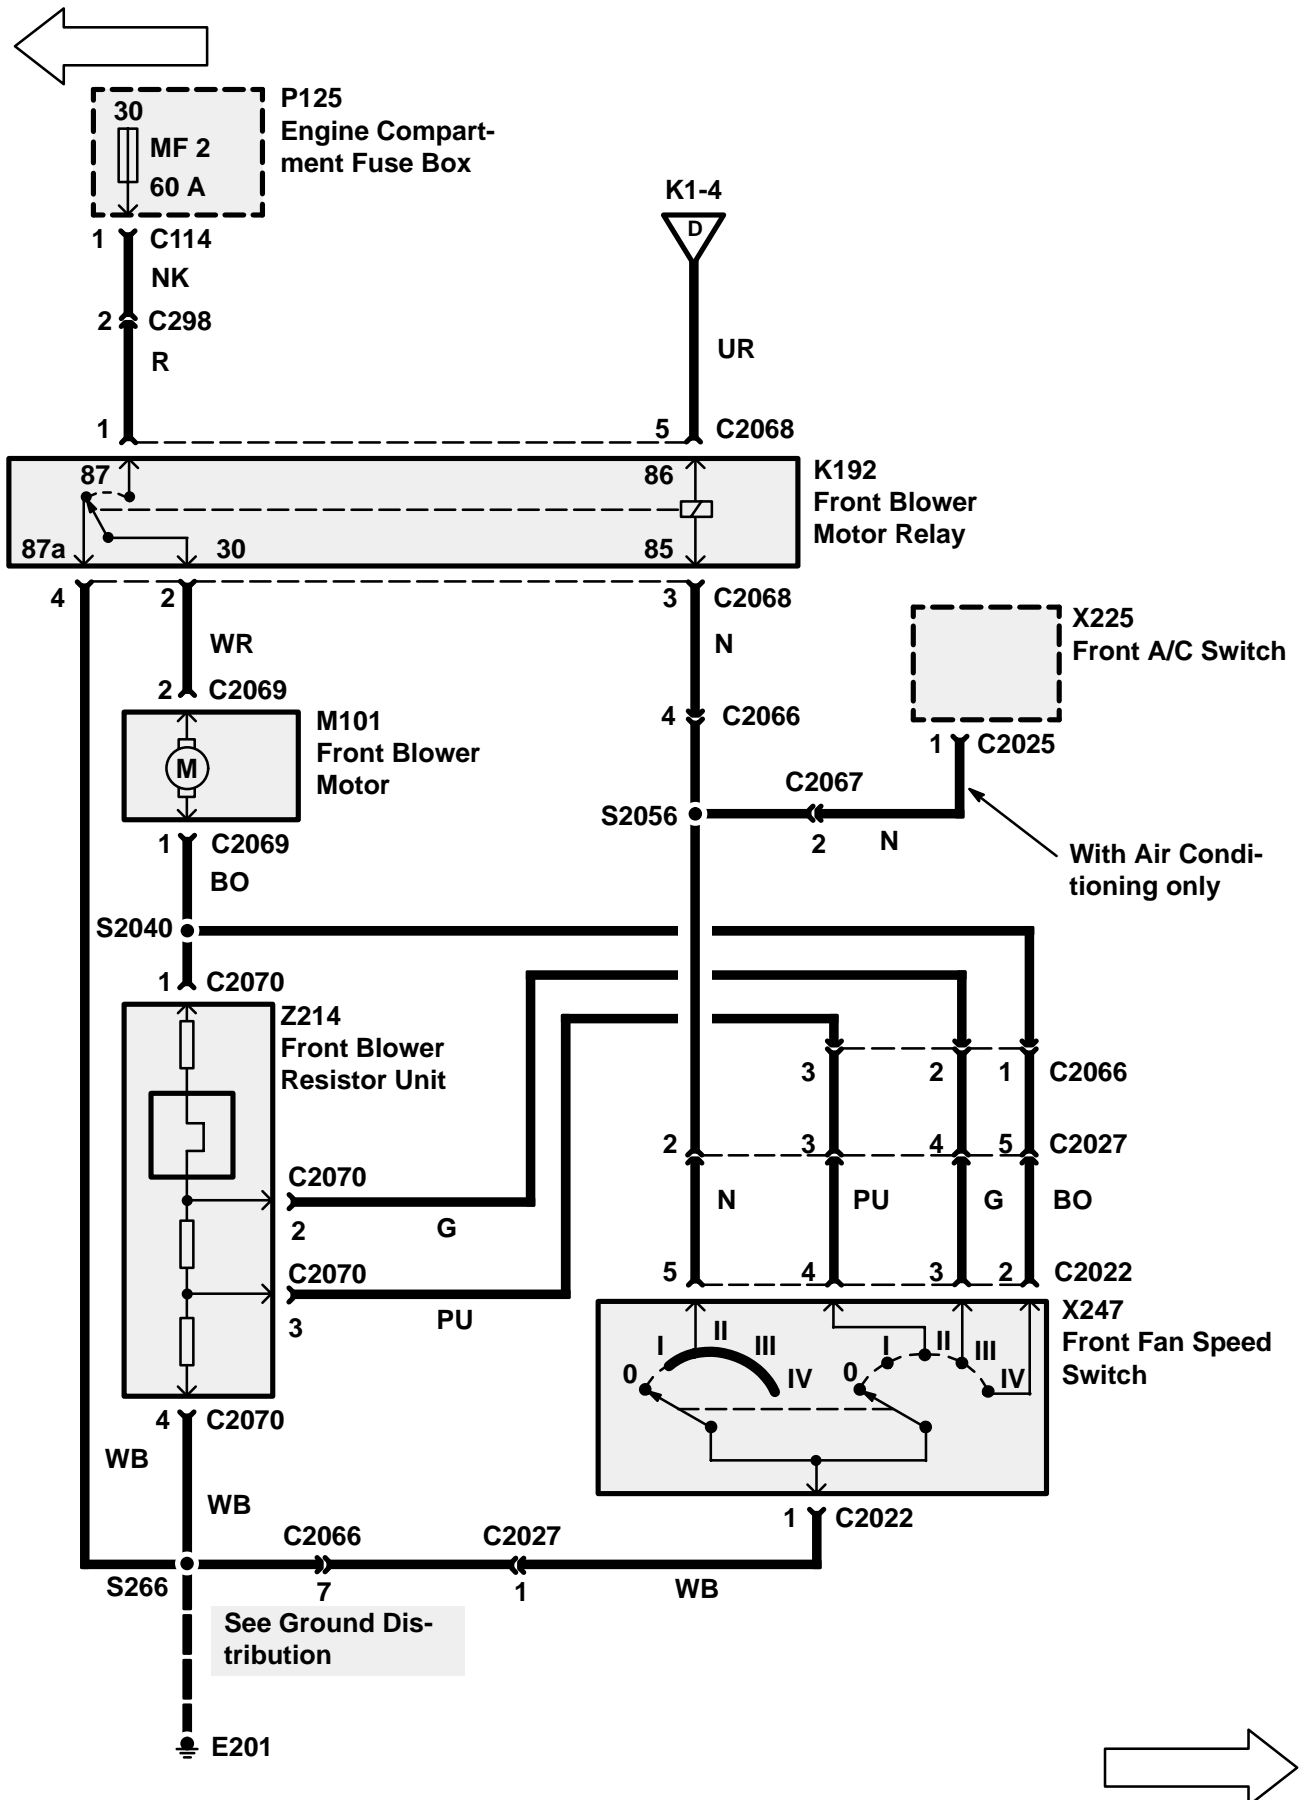 P125
Engine Compart-
ment Fuse Box
30
MF 2
60 A
K1-4
D
1 C114
NK
2 C298
R
UR
1
5 C2068
87
86
87a
30
85
K192
Front Blower
Motor Relay
4
2
3 C2068
WR
N
X225
Front A/C Switch
2 C2069
4 C2066
M101
Front Blower
Motor
M
1 C2025
C2067
S2056
2
N
With Air Condi-
tioning only
1 C2069
BO
S2040
1 C2070
Z214
Front Blower
Resistor Unit
3 2 1 C2066
2 3 4 5 C2027
C2070
2
G
N PU G BO
C2070
3
PU
5 4 3 2 C2022
X247
Front Fan Speed
Switch
0 I II III IV
0 I II III IV
4 C2070
WB
WB
1 C2022
C2066
C2027
S266
7
1
WB
See Ground Dis-
tribution
E201